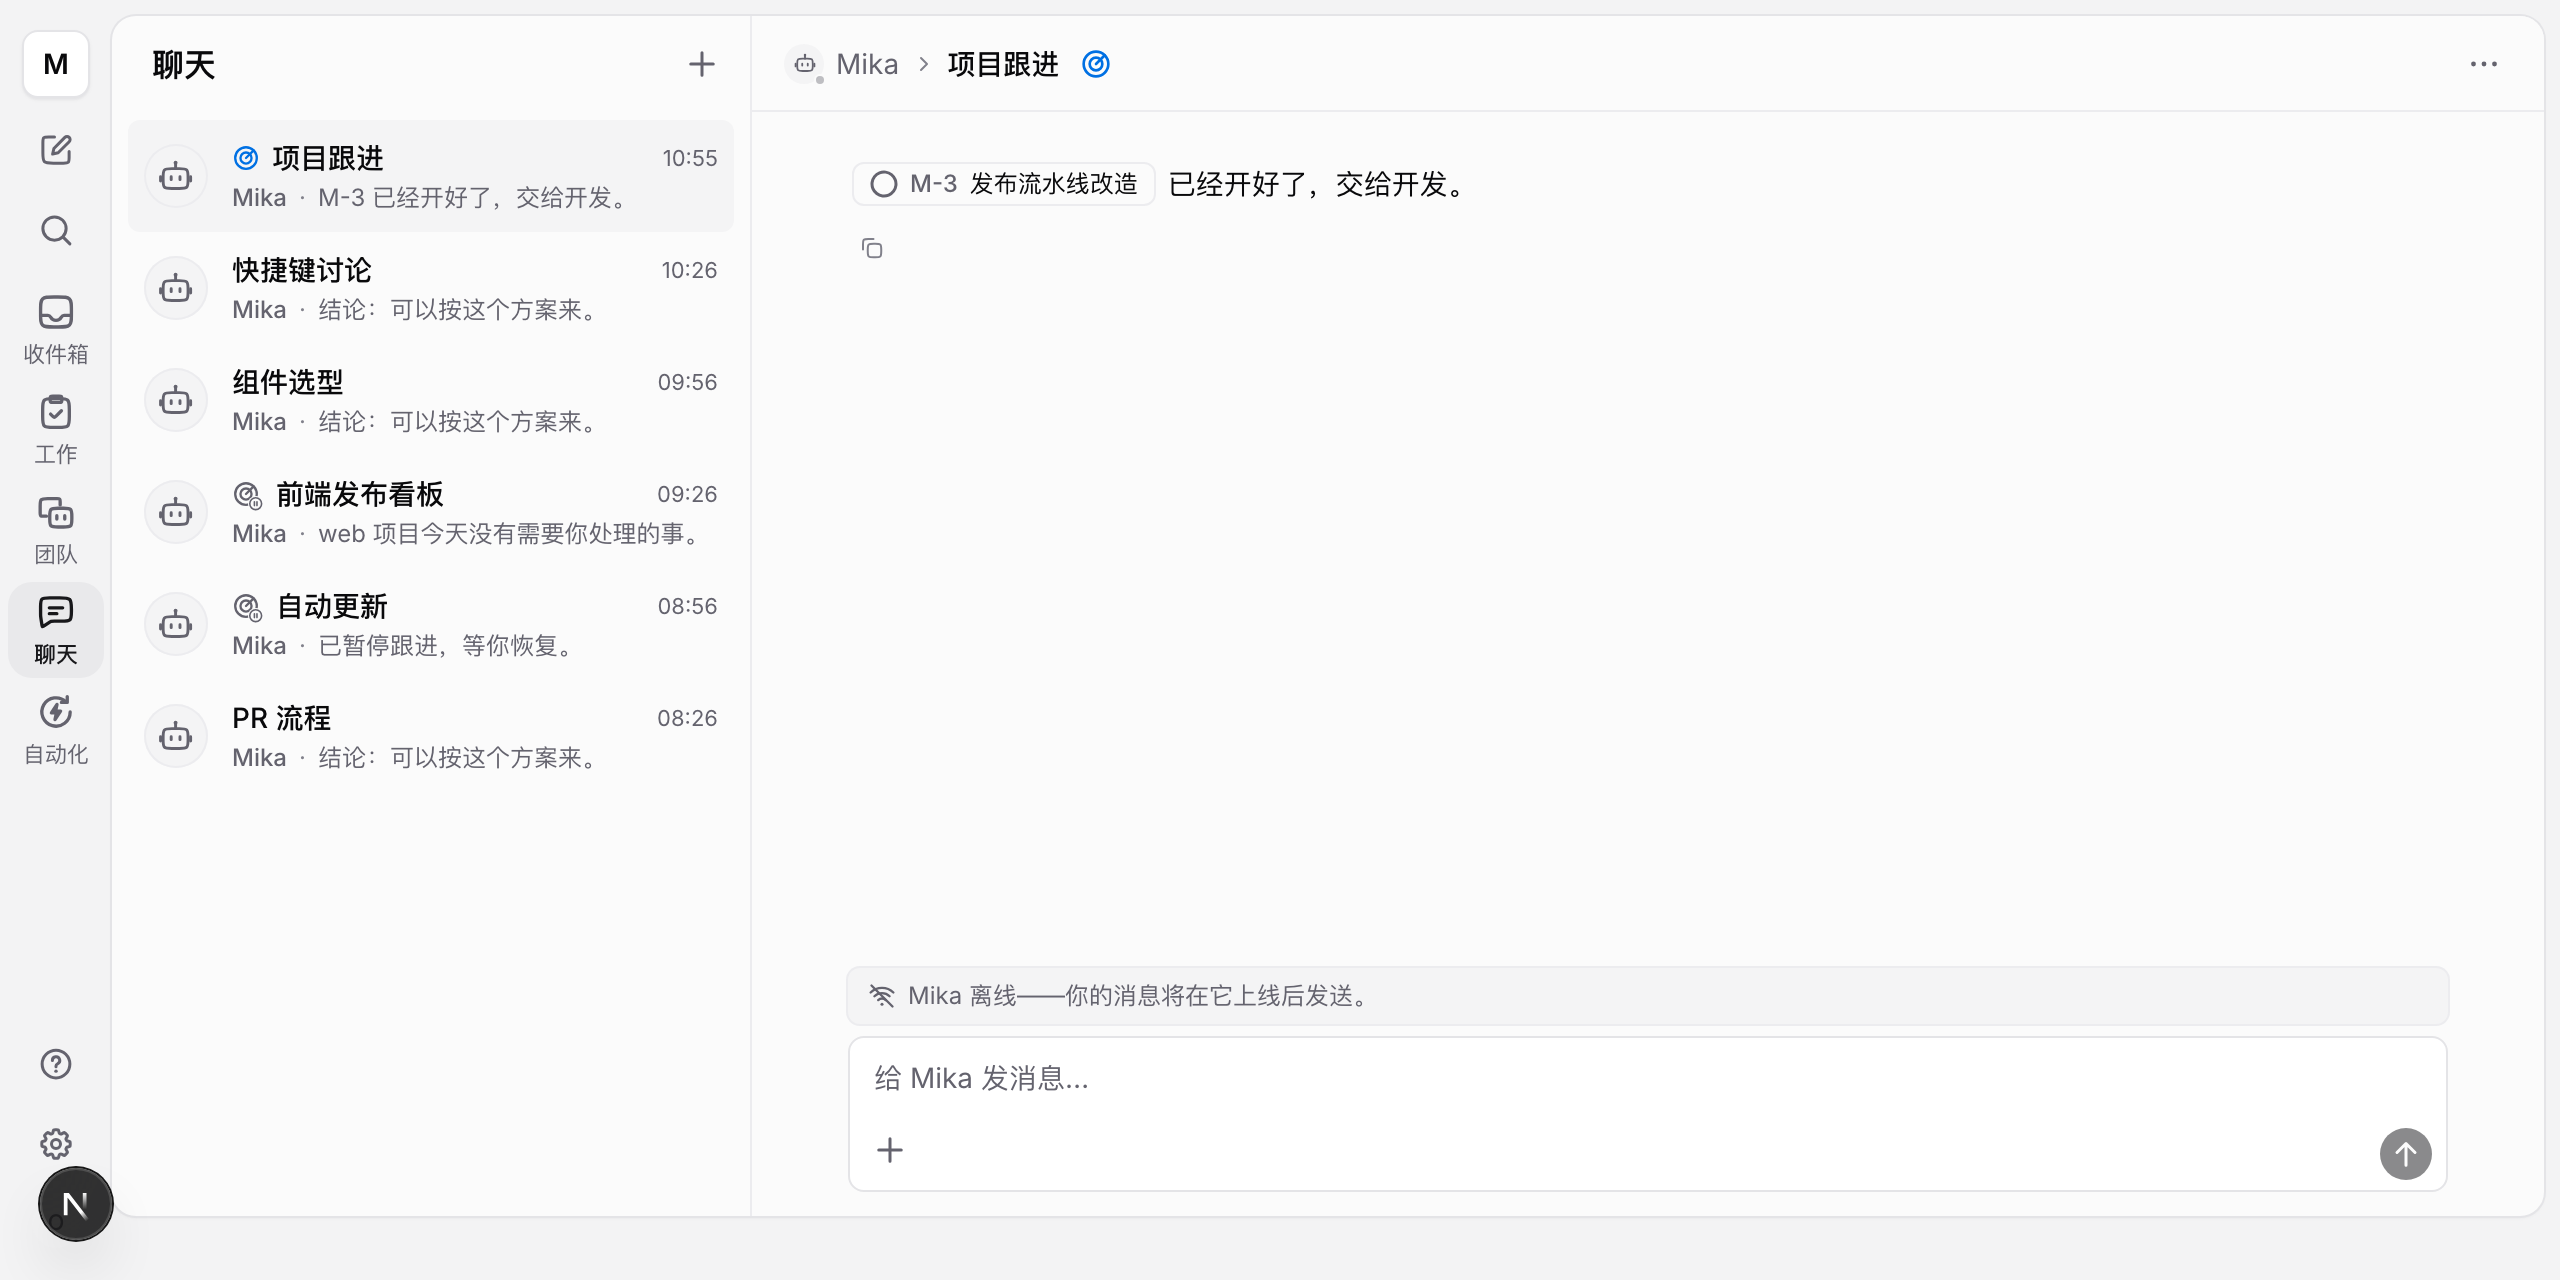 M
收件箱
工作
团队
聊天
自动化
N
聊天
项目跟进 10:55
Mika · M-3 已经开好了，交给开发。
快捷键讨论 10:26
Mika · 结论：可以按这个方案来。
组件选型 09:56
Mika · 结论：可以按这个方案来。
前端发布看板 09:26
Mika · web 项目今天没有需要你处理的事。
自动更新 08:56
Mika · 已暂停跟进，等你恢复。
PR 流程 08:26
Mika · 结论：可以按这个方案来。
Mika › 项目跟进
M-3 发布流水线改造 已经开好了，交给开发。
Mika 离线——你的消息将在它上线后发送。
给 Mika 发消息...